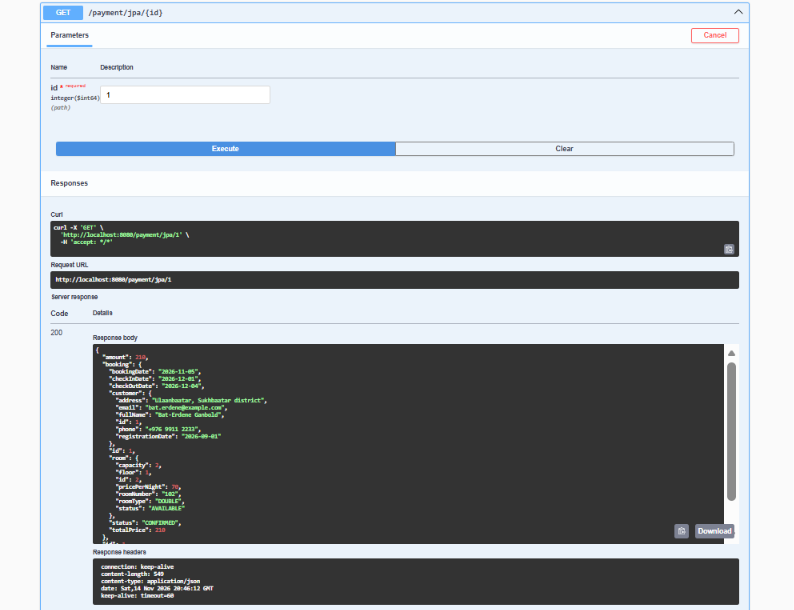 GET /payment/jpa/{id}
Parameters
Cancel
Name Description
id * required
integer($int64)
(path)
1
Execute Clear
Responses
Curl
curl -X 'GET' \
'http://localhost:8080/payment/jpa/1' \
-H 'accept: */*'
Request URL
http://localhost:8080/payment/jpa/1
Server response
Code Details
200
Response body
{
"amount": 210,
"booking": {
"bookingDate": "2026-11-05",
"checkInDate": "2026-12-01",
"checkOutDate": "2026-12-04",
"customer": {
"address": "Ulaanbaatar, Sukhbaatar district",
"email": "bat.erdene@example.com",
"fullName": "Bat-Erdene Ganbold",
"id": 1,
"phone": "+976 9911 2233",
"registrationDate": "2026-09-01"
},
"id": 1,
"room": {
"capacity": 2,
"floor": 1,
"id": 2,
"pricePerNight": 70,
"roomNumber": "102",
"roomType": "DOUBLE",
"status": "AVAILABLE"
},
"status": "CONFIRMED",
"totalPrice": 210
},
Download
Response headers
connection: keep-alive
content-length: 549
content-type: application/json
date: Sat,14 Nov 2026 20:46:12 GMT
keep-alive: timeout=60